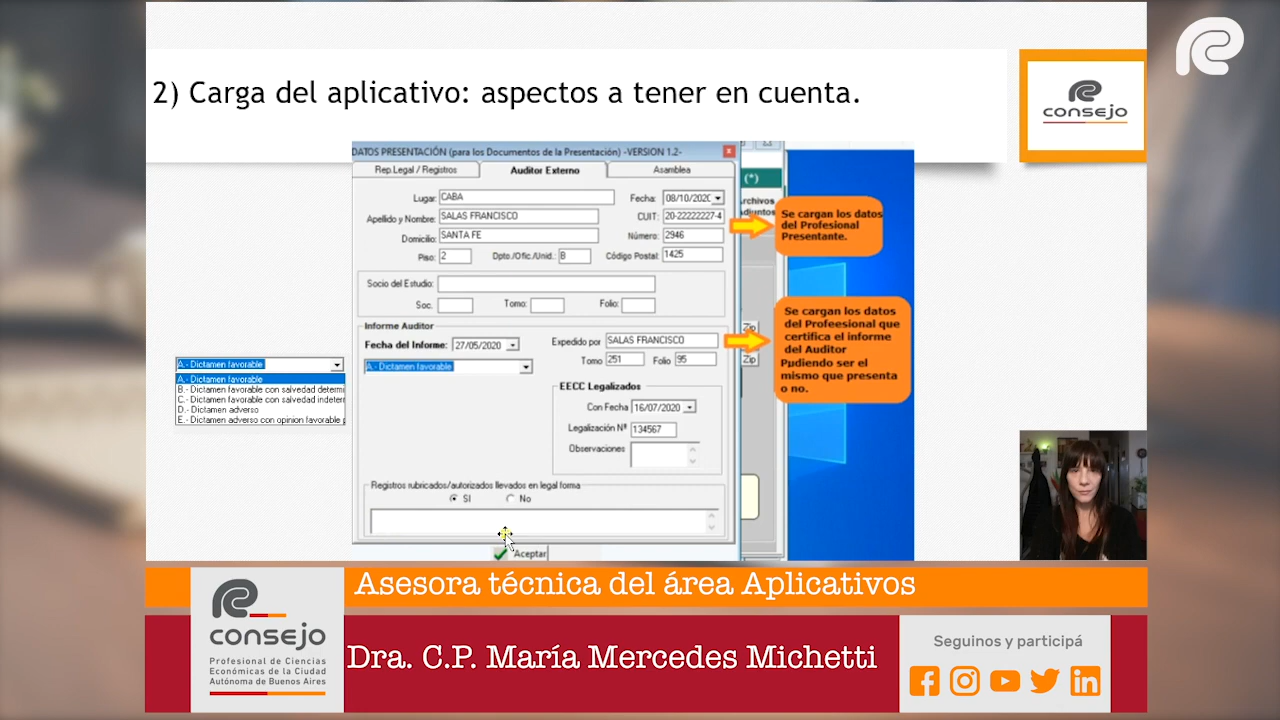 2) Carga del aplicativo: aspectos a tener en cuenta.
consejo
DATOS PRESENTACIÓN (para los Documentos de la Presentación) -VERSION 1.2-
Rep.Legal / Registros
Auditor Externo
Asamblea
(*)
Lugar: CABA
Fecha: 08/10/202
Apellido y Nombre: SALAS FRANCISCO
CUIT: 20-22222227-4
Domicilio: SANTA FE
Número: 2946
Piso: 2
Dpto./Ofic./Unid.: B
Código Postal: 1425
Socio del Estudio:
Soc.
Tomo:
Folio:
Informe Auditor
Fecha del Informe: 27/05/2020
Expedido por SALAS FRANCISCO
A.- Dictamen favorable
Tomo 251
Folio 95
EECC Legalizados
Con Fecha 16/07/2020
Legalización Nº 134567
Observaciones
Registros rubricados/autorizados llevados en legal forma
SI
No
Aceptar
rchivos
djuntos
Zip
Zip
Se cargan los datos
del Profesional
Presentante.
Se cargan los datos
del Profeesional que
certifica el informe
del Auditor
Pudiendo ser el
mismo que presenta
o no.
A.- Dictamen favorable
A.- Dictamen favorable
B.- Dictamen favorable con salvedad determi
C.- Dictamen favorable con salvedad indeterr
D.- Dictamen adverso
E.- Dictamen adverso con opinion favorable p
Asesora técnica del área Aplicativos
consejo
Profesional de Ciencias
Económicas de la Ciudad
Autónoma de Buenos Aires
Dra. C.P. María Mercedes Michetti
Seguinos y participá